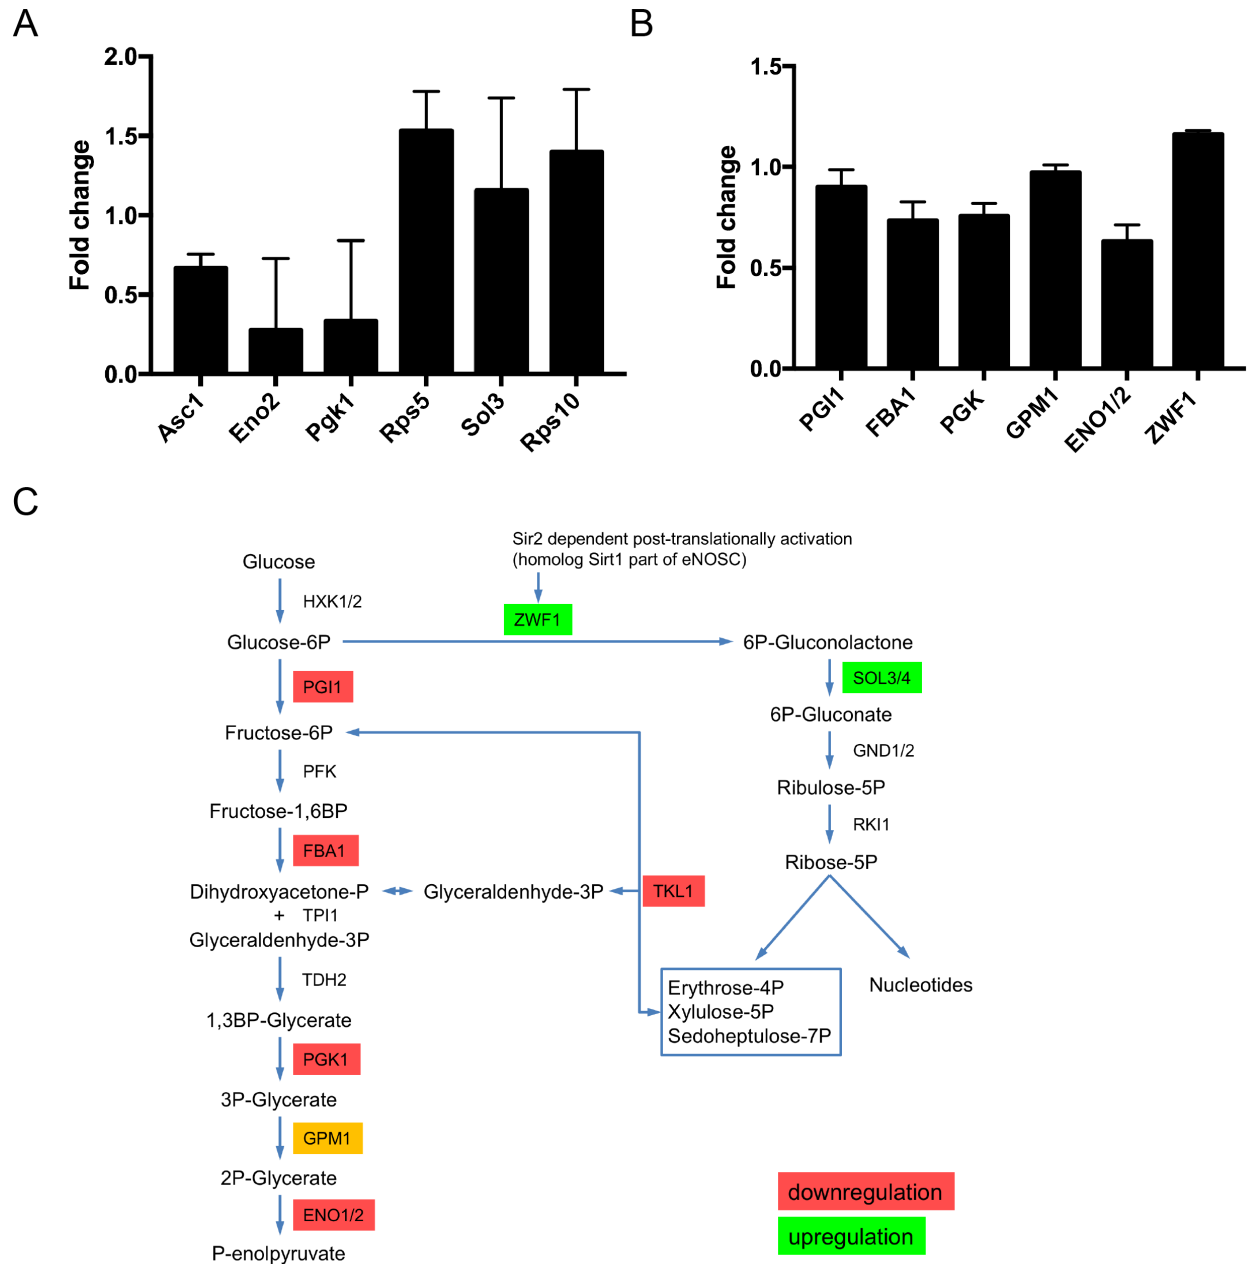 A
2.0
1.5
1.0
0.5
0.0
Fold change
Asc1
Eno2
Pgk1
Rps5
Sol3
Rps10
B
1.5
1.0
0.5
0.0
Fold change
PGI1
FBA1
PGK
GPM1
ENO1/2
ZWF1
C
Sir2 dependent post-translationally activation
(homolog Sirt1 part of eNOSC)
Glucose
HXK1/2
ZWF1
Glucose-6P
6P-Gluconolactone
PGI1
SOL3/4
6P-Gluconate
Fructose-6P
GND1/2
PFK
Ribulose-5P
Fructose-1,6BP
RKI1
FBA1
Ribose-5P
Dihydroxyacetone-P
Glyceraldenhyde-3P
TKL1
+ TPI1
Glyceraldenhyde-3P
TDH2
Erythrose-4P
Xylulose-5P
Sedoheptulose-7P
Nucleotides
1,3BP-Glycerate
PGK1
3P-Glycerate
GPM1
2P-Glycerate
ENO1/2
P-enolpyruvate
downregulation
upregulation